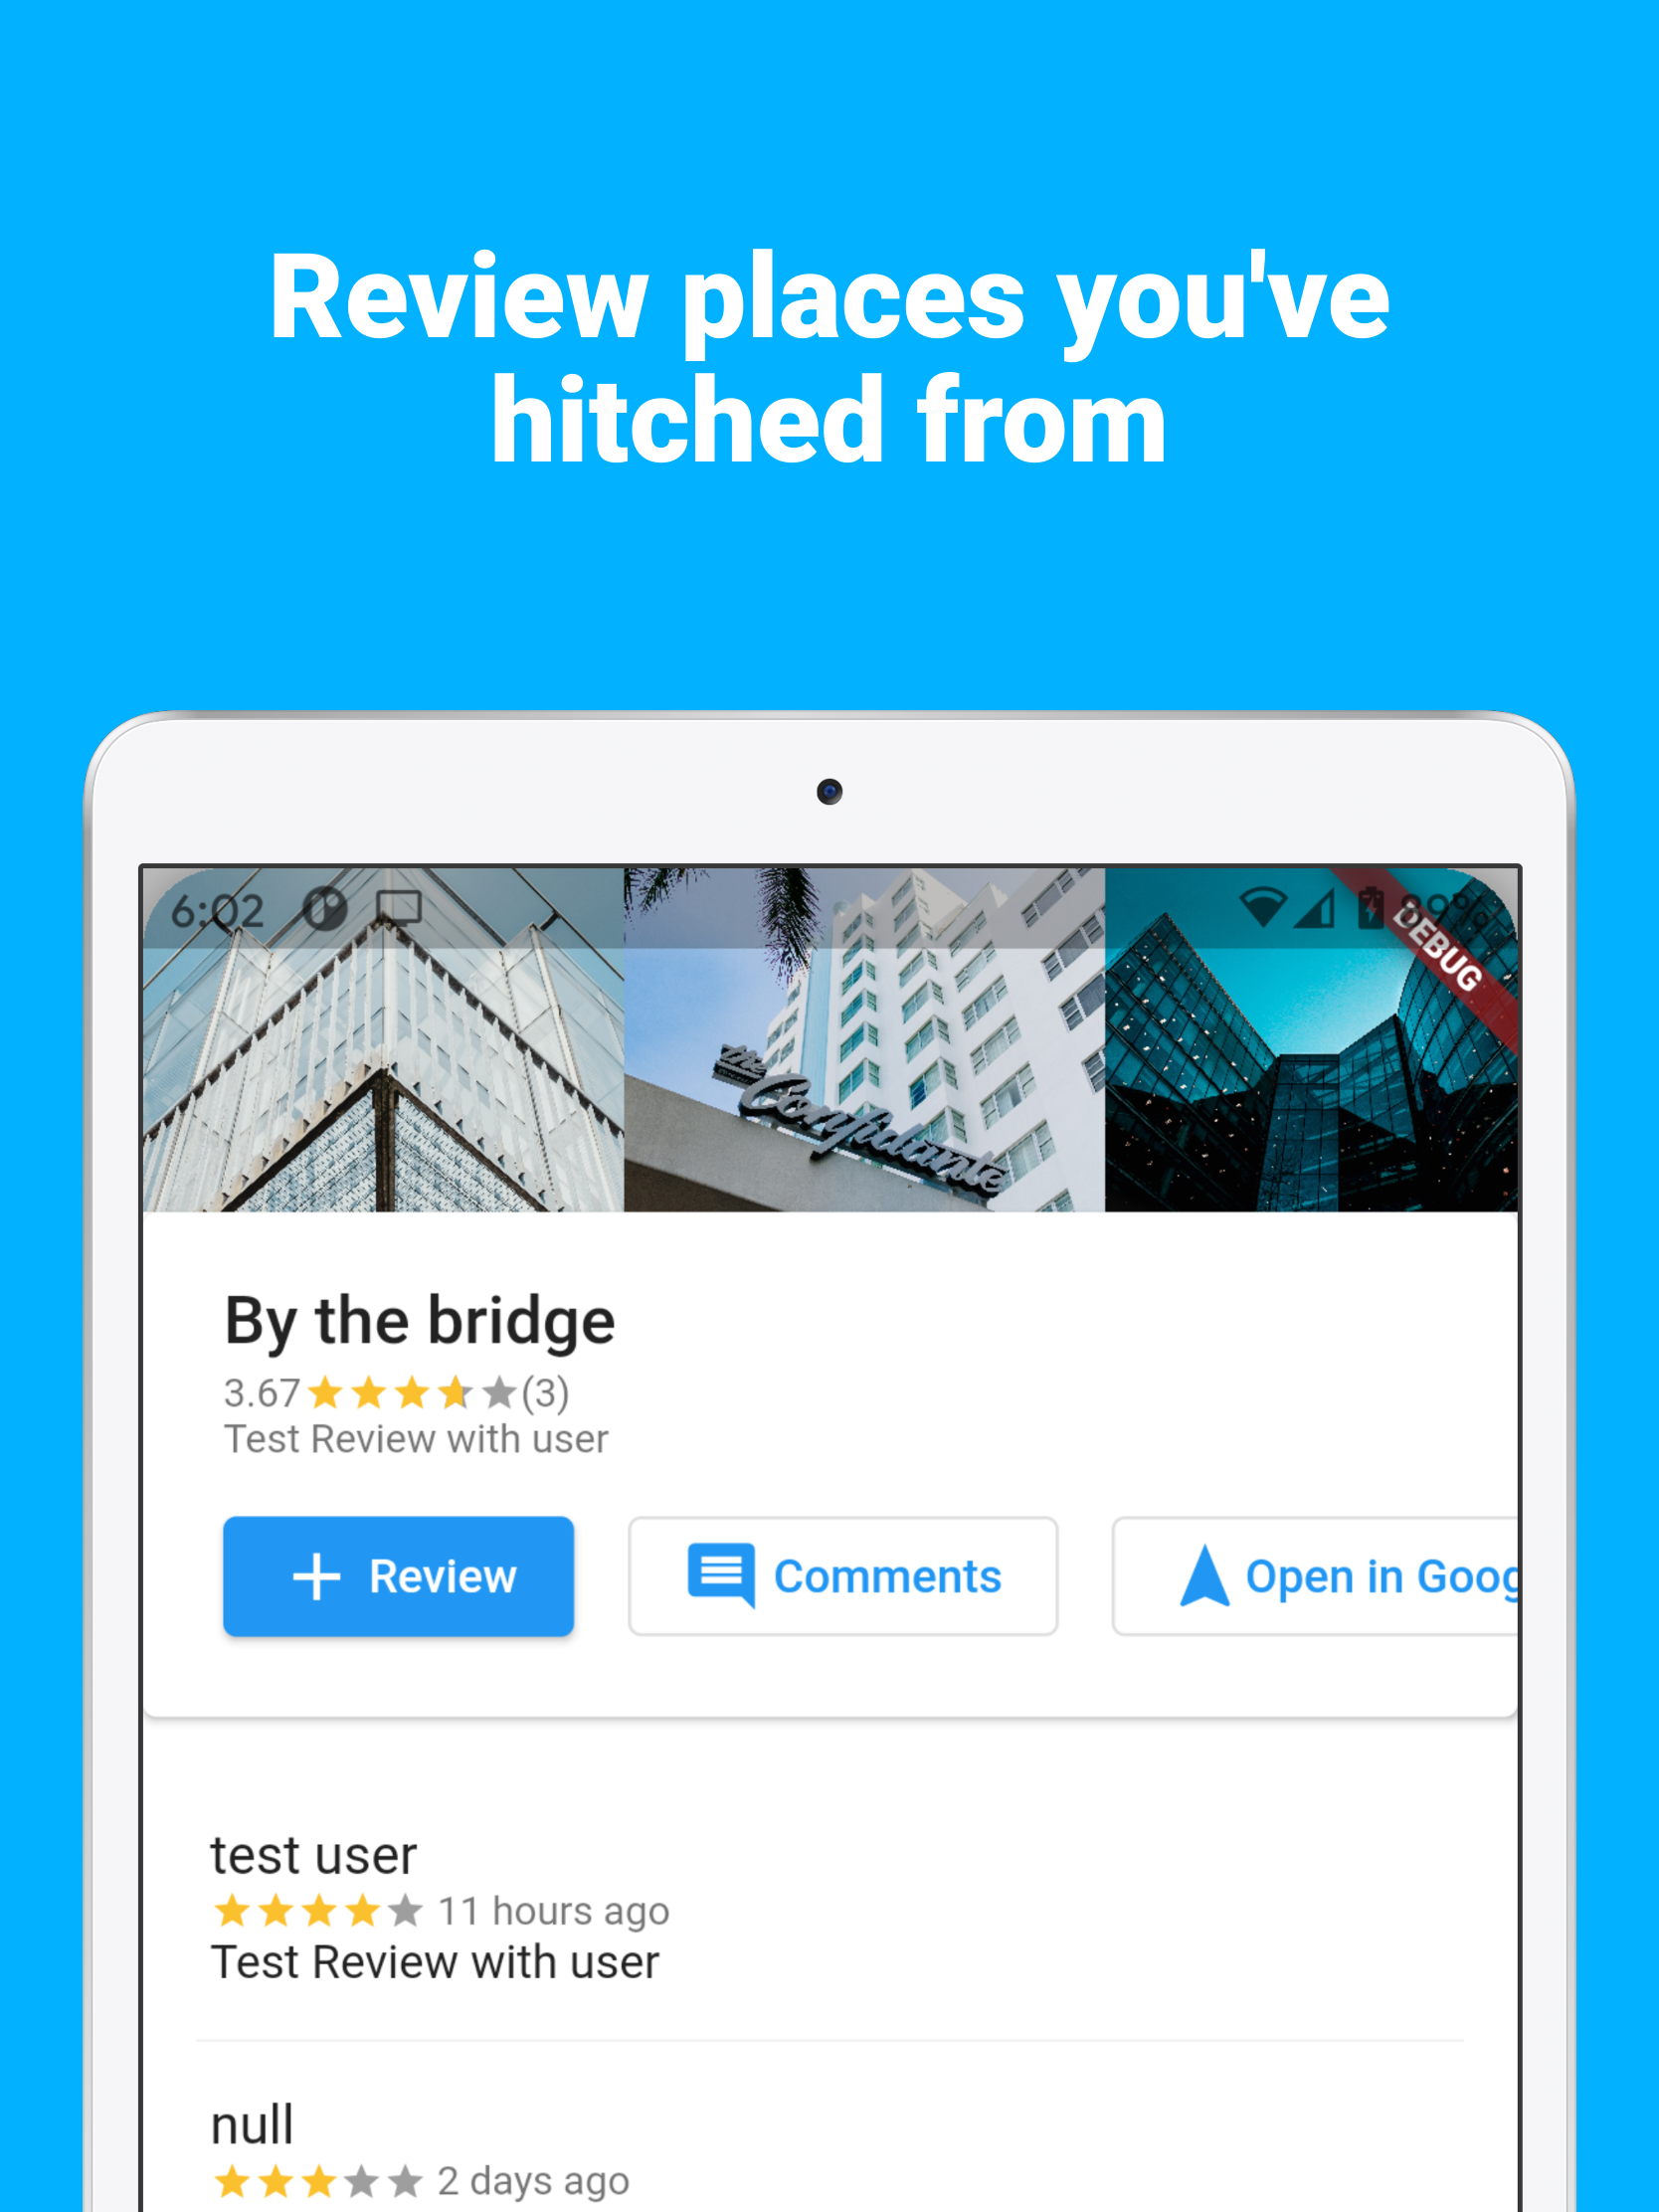 Review places you've
hitched from
6:02
DEBUG
the
Confidante
By the bridge
3.67 (3)
Test Review with user
Review
Comments
Open in Goog
test user
11 hours ago
Test Review with user
null
2 days ago